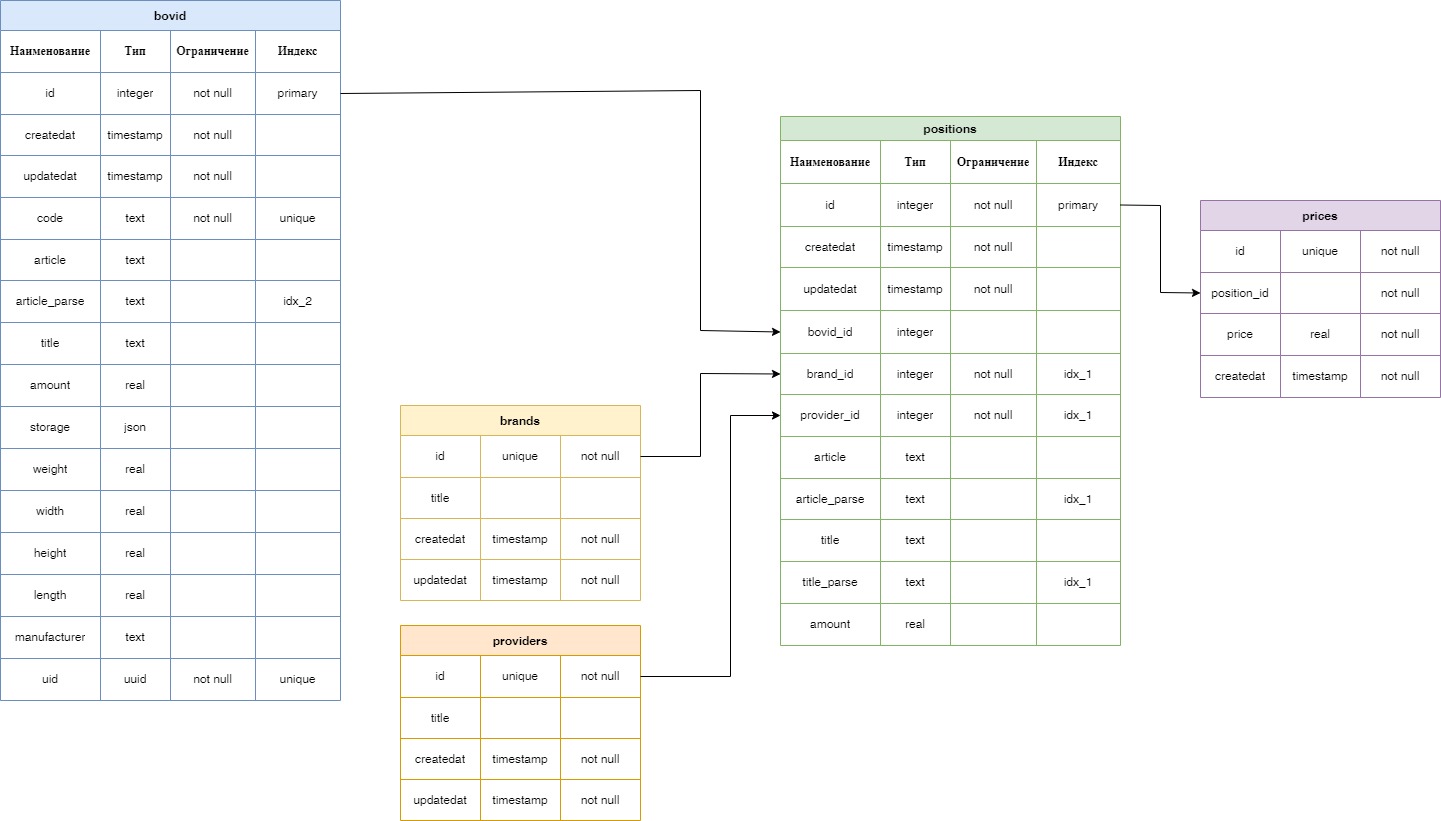 bovid
Наименование Тип Ограничение Индекс
id integer not null primary
createdat timestamp not null
updatedat timestamp not null
code text not null unique
article text
article_parse text idx_2
title text
amount real
storage json
weight real
width real
height real
length real
manufacturer text
uid uuid not null unique
brands
id unique not null
title
createdat timestamp not null
updatedat timestamp not null
providers
id unique not null
title
createdat timestamp not null
updatedat timestamp not null
positions
Наименование Тип Ограничение Индекс
id integer not null primary
createdat timestamp not null
updatedat timestamp not null
bovid_id integer
brand_id integer not null idx_1
provider_id integer not null idx_1
article text
article_parse text idx_1
title text
title_parse text idx_1
amount real
prices
id unique not null
position_id not null
price real not null
createdat timestamp not null